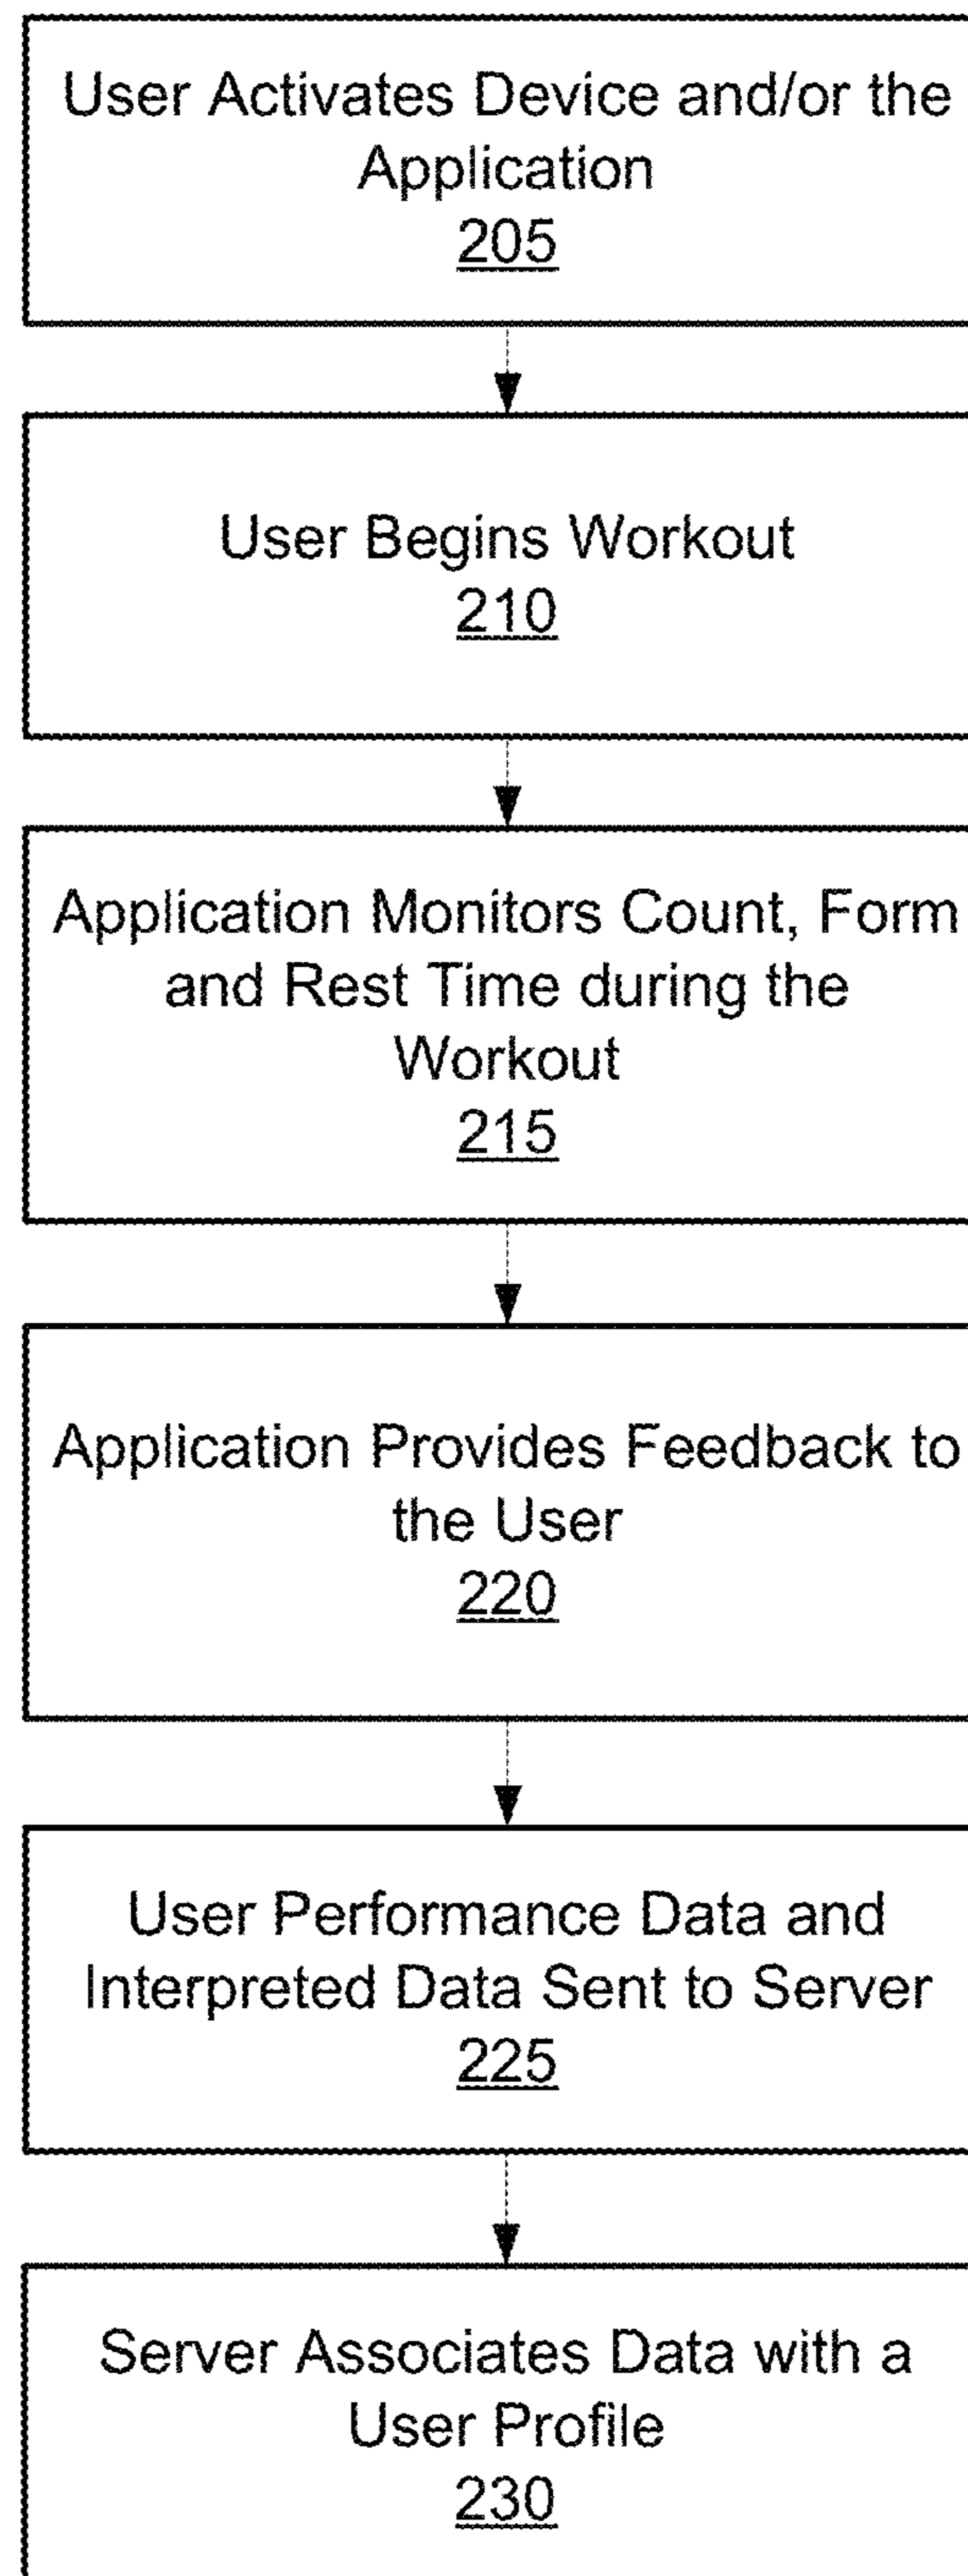 User Activates Device and/or the
Application
205
User Begins Workout
210
Application Monitors Count, Form
and Rest Time during the
Workout
215
Application Provides Feedback to
the User
220
User Performance Data and
Interpreted Data Sent to Server
225
Server Associates Data with a
User Profile
230